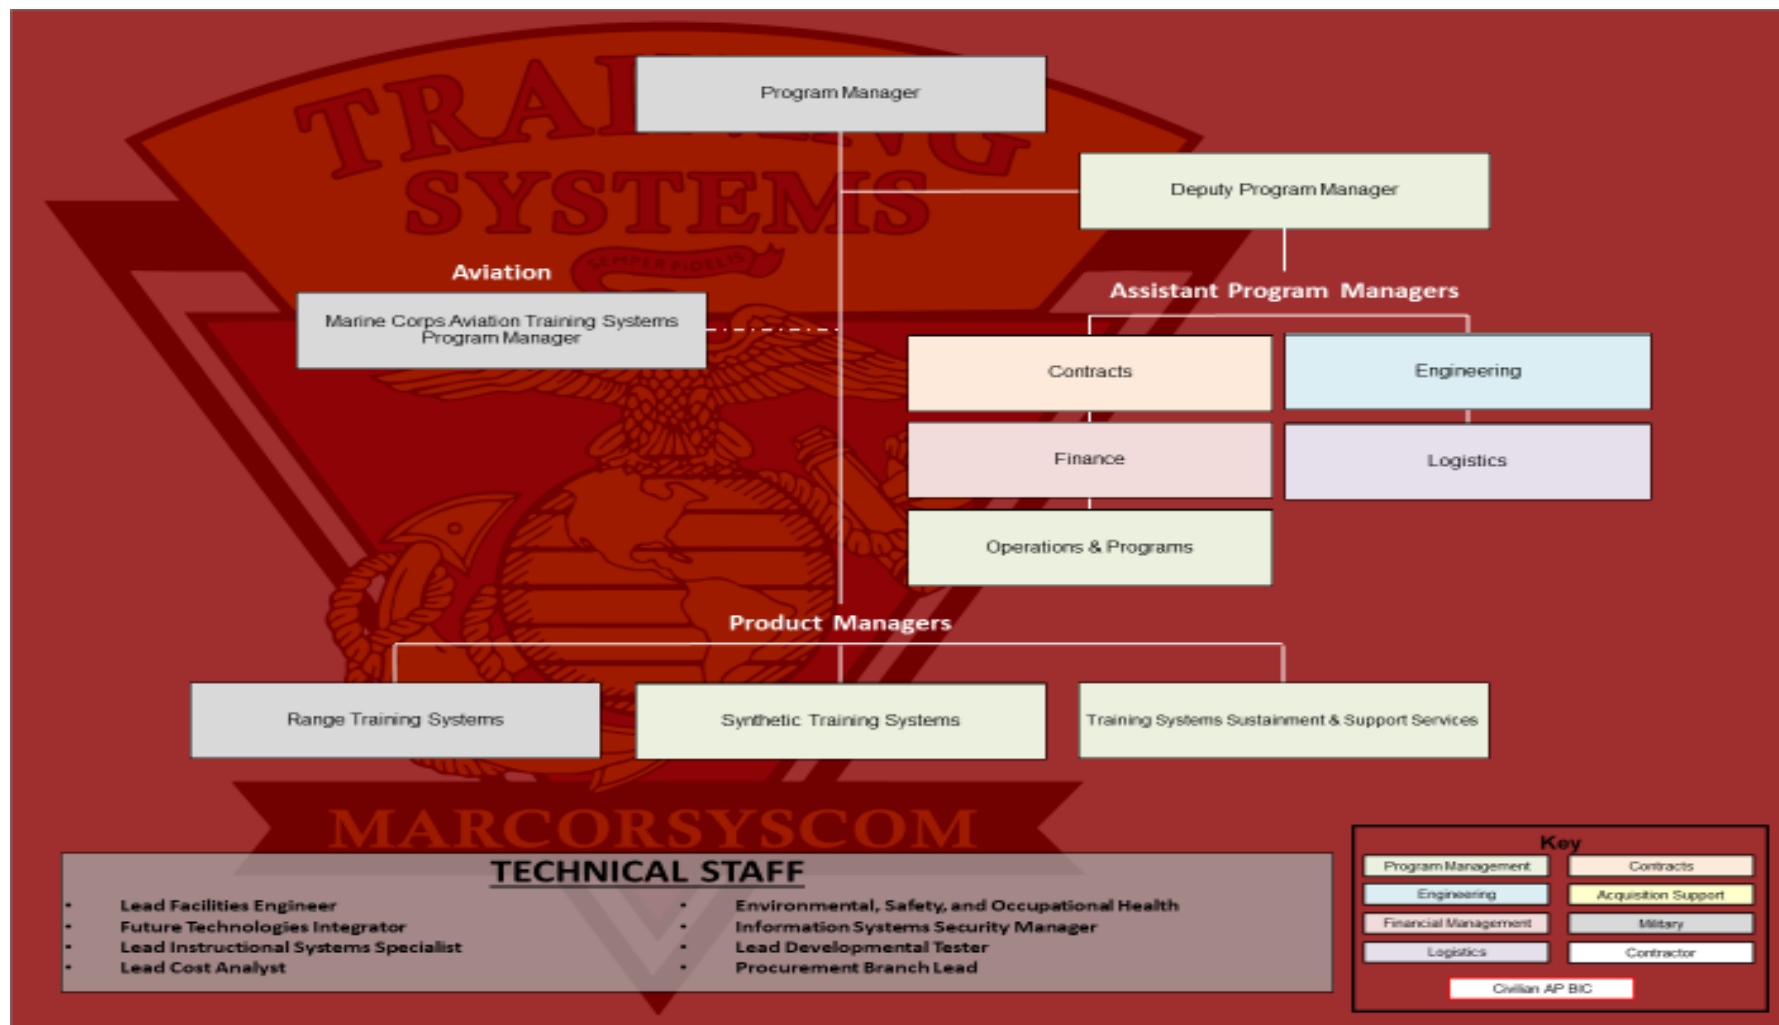 TRAINING
SYSTEMS
SEMPER FIDELIS
Program Manager
Deputy Program Manager
Aviation
Marine Corps Aviation Training Systems
Program Manager
Assistant Program Managers
Contracts
Engineering
Finance
Logistics
Operations & Programs
Product Managers
Range Training Systems
Synthetic Training Systems
Training Systems Sustainment & Support Services
MARCORSYSCOM
TECHNICAL STAFF
• Lead Facilities Engineer
• Future Technologies Integrator
• Lead Instructional Systems Specialist
• Lead Cost Analyst
• Environmental, Safety, and Occupational Health
• Information Systems Security Manager
• Lead Developmental Tester
• Procurement Branch Lead
Key
Program Management
Contracts
Engineering
Acquisition Support
Financial Management
Military
Logistics
Contractor
Civilian AP BIC